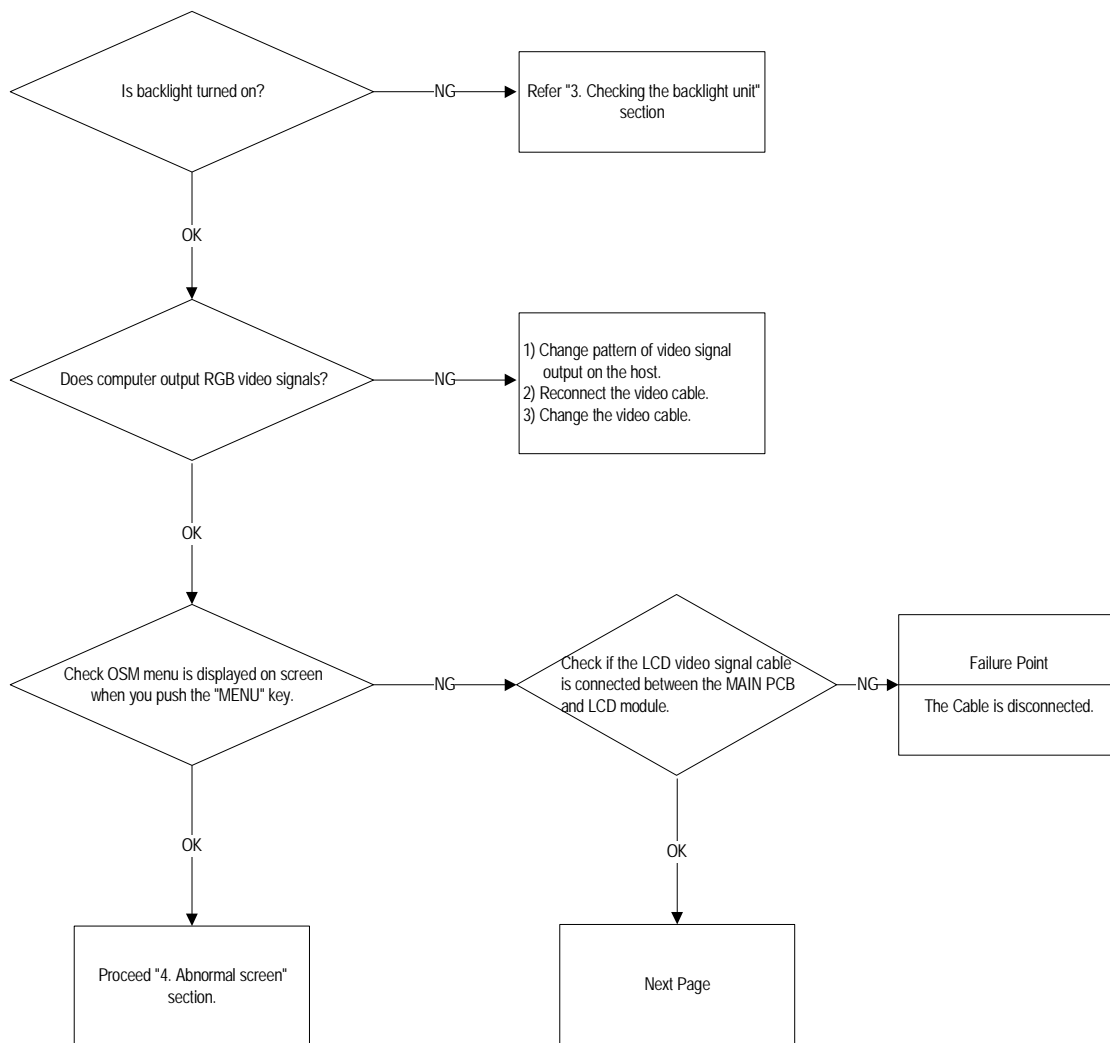 Is backlight turned on?
NG
Refer "3. Checking the backlight unit"
section
OK
Does computer output RGB video signals?
NG
1) Change pattern of video signal
output on the host.
2) Reconnect the video cable.
3) Change the video cable.
OK
Check OSM menu is displayed on screen
when you push the "MENU" key.
NG
Check if the LCD video signal cable
is connected between the MAIN PCB
and LCD module.
NG
Failure Point
The Cable is disconnected.
OK
OK
Proceed "4. Abnormal screen"
section.
Next Page